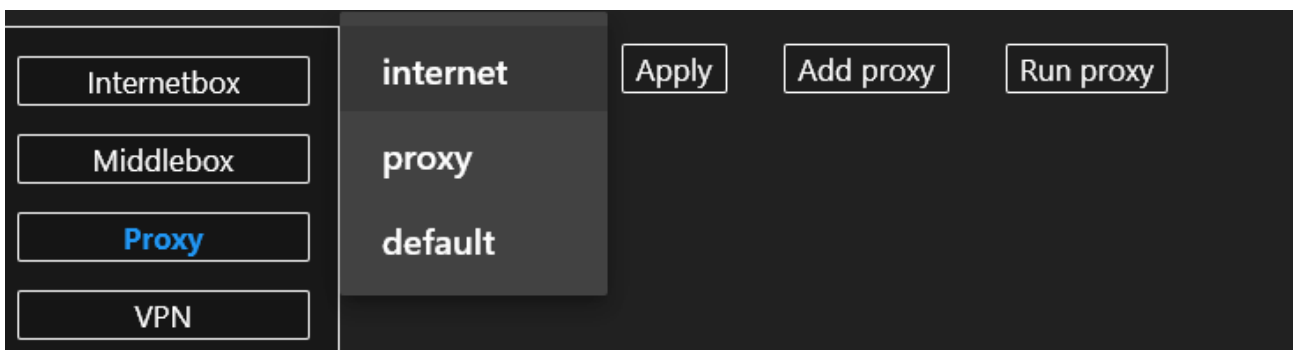 Internetbox
Middlebox
Proxy
VPN
internet
proxy
default
Apply
Add proxy
Run proxy